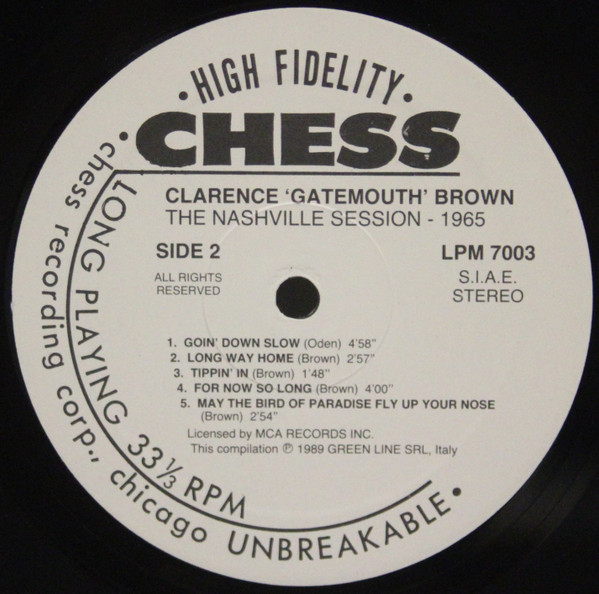 • HIGH FIDELITY •
CHESS
CLARENCE 'GATEMOUTH' BROWN
THE NASHVILLE SESSION - 1965
SIDE 2
LPM 7003
ALL RIGHTS
RESERVED
S.I.A.E.
STEREO
1. GOIN' DOWN SLOW (Oden) 4'58"
2. LONG WAY HOME (Brown) 2'57"
3. TIPPIN' IN (Brown) 1'48"
4. FOR NOW SO LONG (Brown) 4'00"
5. MAY THE BIRD OF PARADISE FLY UP YOUR NOSE
(Brown) 2'54"
Licensed by MCA RECORDS INC.
This compilation ℗ 1989 GREEN LINE SRL, Italy
LONG PLAYING 33⅓ RPM
• chess recording corp., chicago UNBREAKABLE •